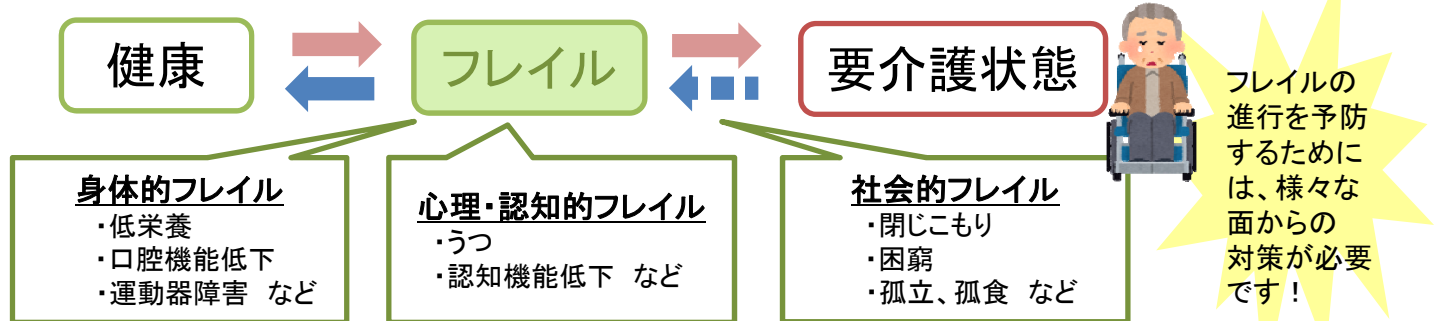 健康
フレイル
要介護状態
フレイルの
進行を予防
するために
は、様々な
面からの
対策が必要
です！
身体的フレイル
・低栄養
・口腔機能低下
・運動器障害　など
心理・認知的フレイル
・うつ
・認知機能低下　など
社会的フレイル
・閉じこもり
・困窮
・孤立、孤食　など